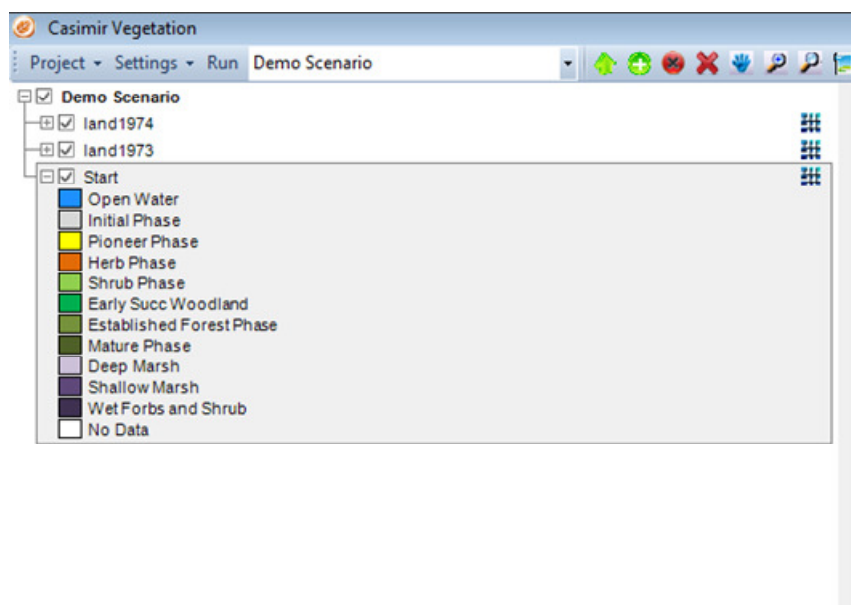 Casimir Vegetation
Project Settings Run Demo Scenario
Demo Scenario
land1974
land1973
Start
Open Water
Initial Phase
Pioneer Phase
Herb Phase
Shrub Phase
Early Succ Woodland
Established Forest Phase
Mature Phase
Deep Marsh
Shallow Marsh
Wet Forbs and Shrub
No Data